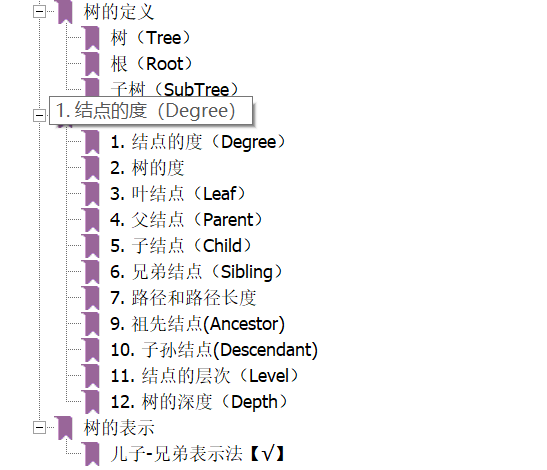 树的定义
树（Tree）
根（Root）
子树（SubTree）
1. 结点的度（Degree）
1. 结点的度（Degree）
2. 树的度
3. 叶结点（Leaf）
4. 父结点（Parent）
5. 子结点（Child）
6. 兄弟结点（Sibling）
7. 路径和路径长度
9. 祖先结点(Ancestor)
10. 子孙结点(Descendant)
11. 结点的层次（Level）
12. 树的深度（Depth）
树的表示
儿子-兄弟表示法【√】